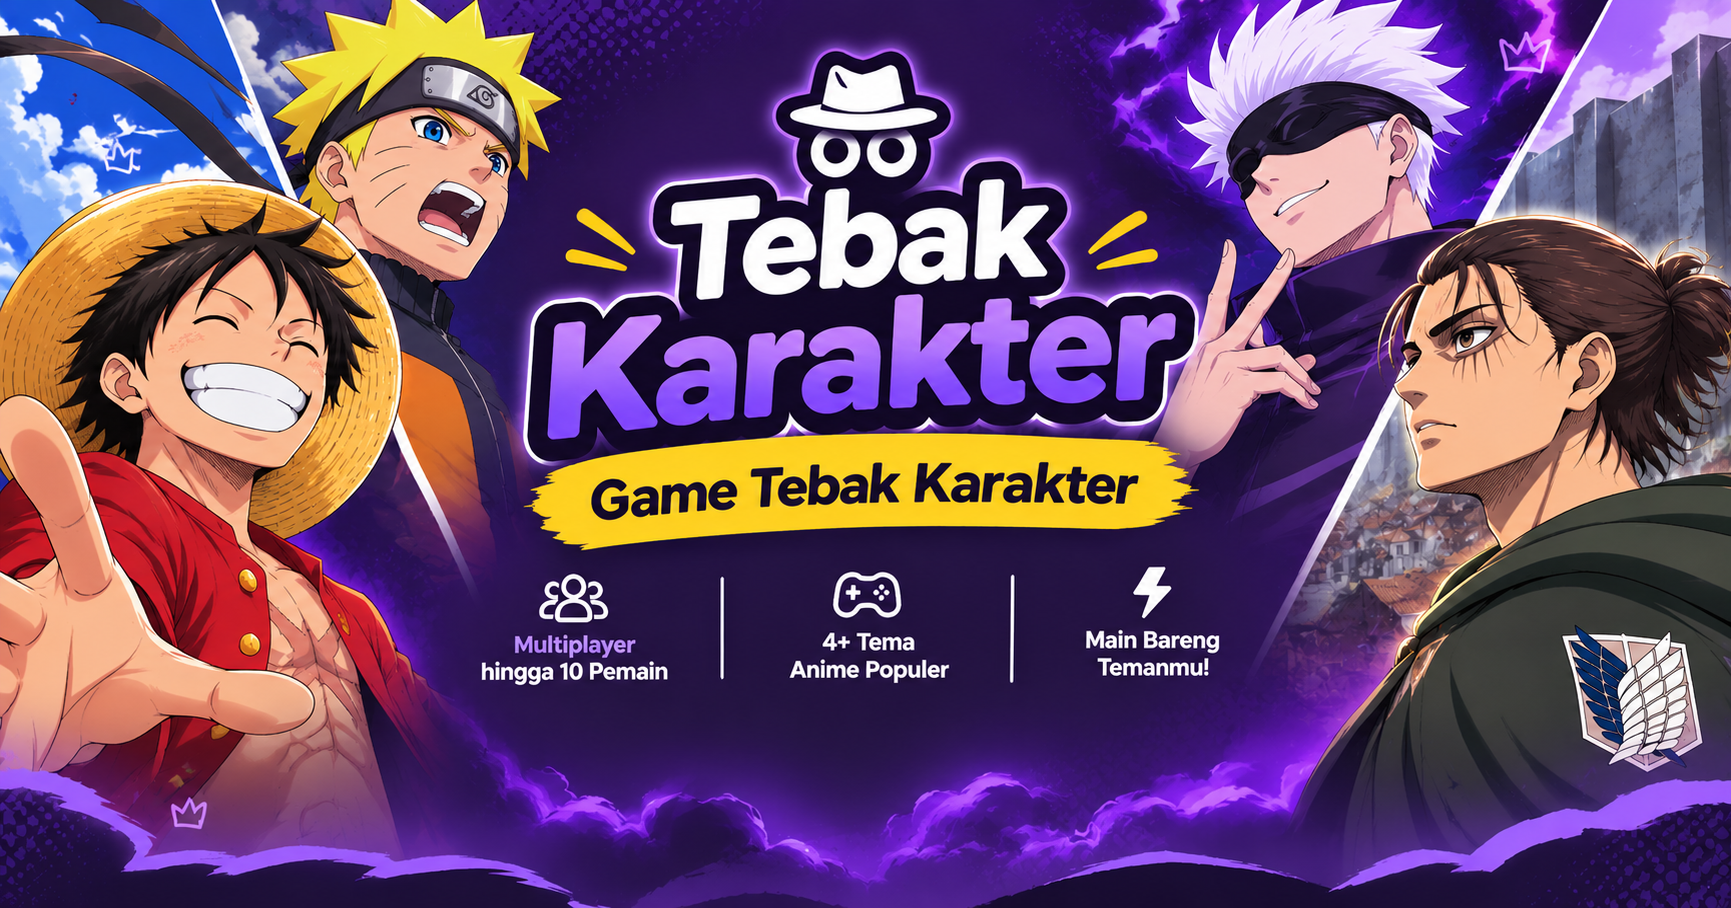 Tebak
Karakter
Game Tebak Karakter
Multiplayer
hingga 10 Pemain
4+ Tema
Anime Populer
Main Bareng
Temanmu!